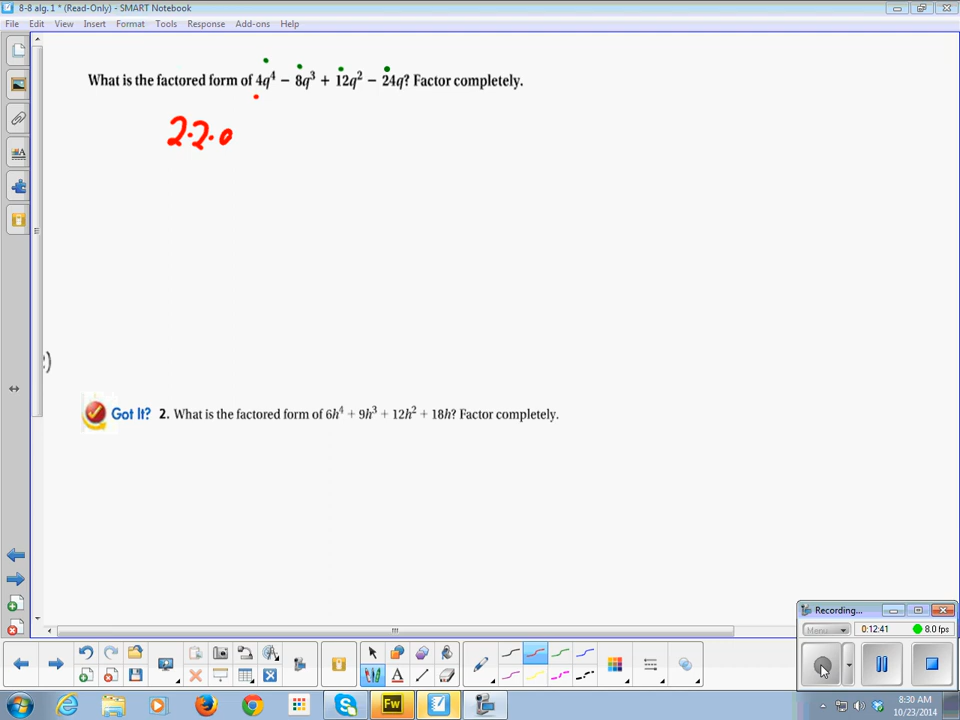 8-8 alg.1 * (Read-Only) – SMART Notebook
File Edit View Insert Format Tools Response Add-ons Help
What is the factored form of 4q⁴ − 8q³ + 12q² − 24q? Factor completely.
2·2·
:)
Got It? 2. What is the factored form of 6h⁴ + 9h³ + 12h² + 18h? Factor completely.
Recording...
Menu 0:12:41 8.0 fps
A
Fw
8:30 AM
10/23/2014